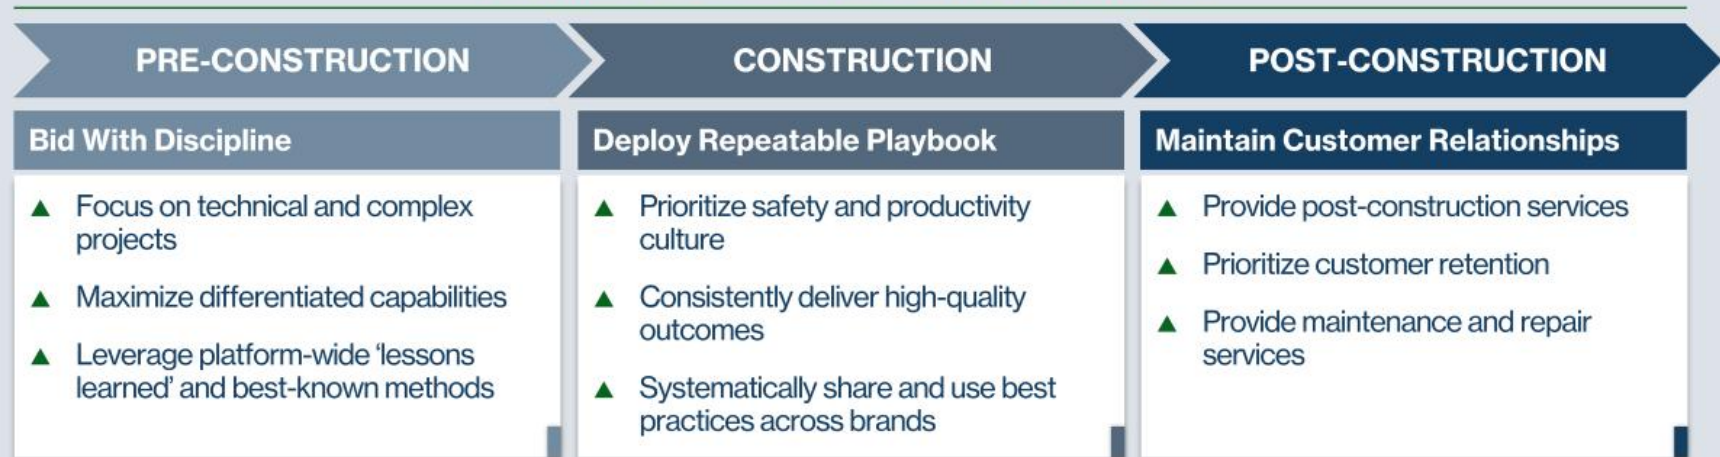 PRE-CONSTRUCTION
CONSTRUCTION
POST-CONSTRUCTION
Bid With Discipline
Focus on technical and complex
projects
Maximize differentiated capabilities
Leverage platform-wide ‘lessons
learned’ and best-known methods
Deploy Repeatable Playbook
Prioritize safety and productivity
culture
Consistently deliver high-quality
outcomes
Systematically share and use best
practices across brands
Maintain Customer Relationships
Provide post-construction services
Prioritize customer retention
Provide maintenance and repair
services